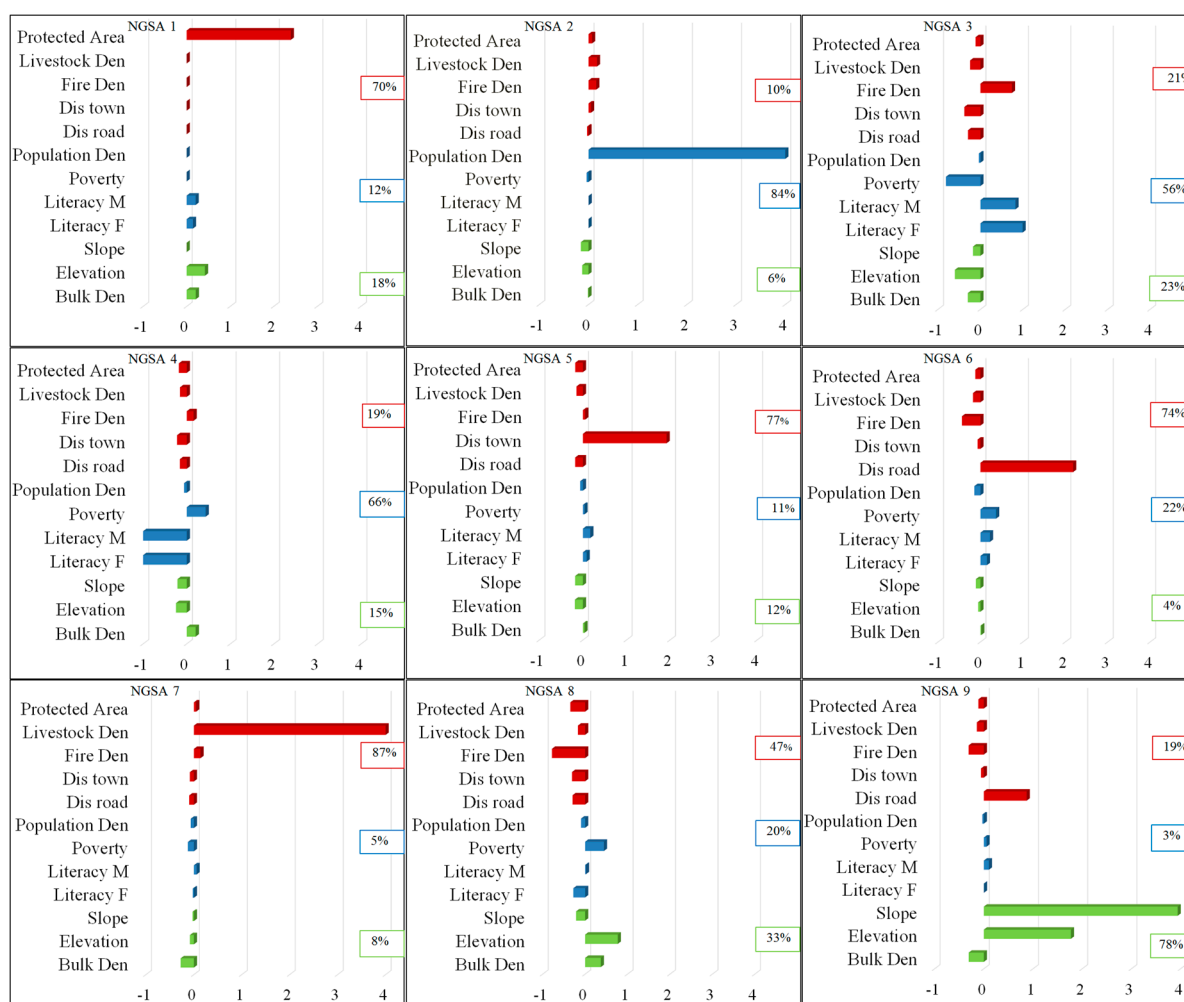 NGSA 1
Protected Area
Livestock Den
Fire Den
70%
Dis town
Dis road
Population Den
Poverty
12%
Literacy M
Literacy F
Slope
Elevation
18%
Bulk Den
-1 0 1 2 3 4
NGSA 2
Protected Area
Livestock Den
Fire Den
10%
Dis town
Dis road
Population Den
Poverty
84%
Literacy M
Literacy F
Slope
Elevation
6%
Bulk Den
-1 0 1 2 3 4
NGSA 3
Protected Area
Livestock Den
21%
Fire Den
Dis town
Dis road
Population Den
Poverty
56%
Literacy M
Literacy F
Slope
Elevation
23%
Bulk Den
-1 0 1 2 3 4
NGSA 4
Protected Area
Livestock Den
Fire Den
19%
Dis town
Dis road
Population Den
66%
Poverty
Literacy M
Literacy F
Slope
Elevation
15%
Bulk Den
-1 0 1 2 3 4
NGSA 5
Protected Area
Livestock Den
Fire Den
77%
Dis town
Dis road
Population Den
Poverty
11%
Literacy M
Literacy F
Slope
Elevation
12%
Bulk Den
-1 0 1 2 3 4
NGSA 6
Protected Area
Livestock Den
74%
Fire Den
Dis town
Dis road
Population Den
22%
Poverty
Literacy M
Literacy F
Slope
Elevation
4%
Bulk Den
-1 0 1 2 3 4
NGSA 7
Protected Area
Livestock Den
Fire Den
87%
Dis town
Dis road
Population Den
5%
Poverty
Literacy M
Literacy F
Slope
Elevation
8%
Bulk Den
-1 0 1 2 3 4
NGSA 8
Protected Area
Livestock Den
47%
Fire Den
Dis town
Dis road
Population Den
20%
Poverty
Literacy M
Literacy F
Slope
Elevation
33%
Bulk Den
-1 0 1 2 3 4
NGSA 9
Protected Area
Livestock Den
19%
Fire Den
Dis town
Dis road
Population Den
3%
Poverty
Literacy M
Literacy F
Slope
Elevation
78%
Bulk Den
-1 0 1 2 3 4